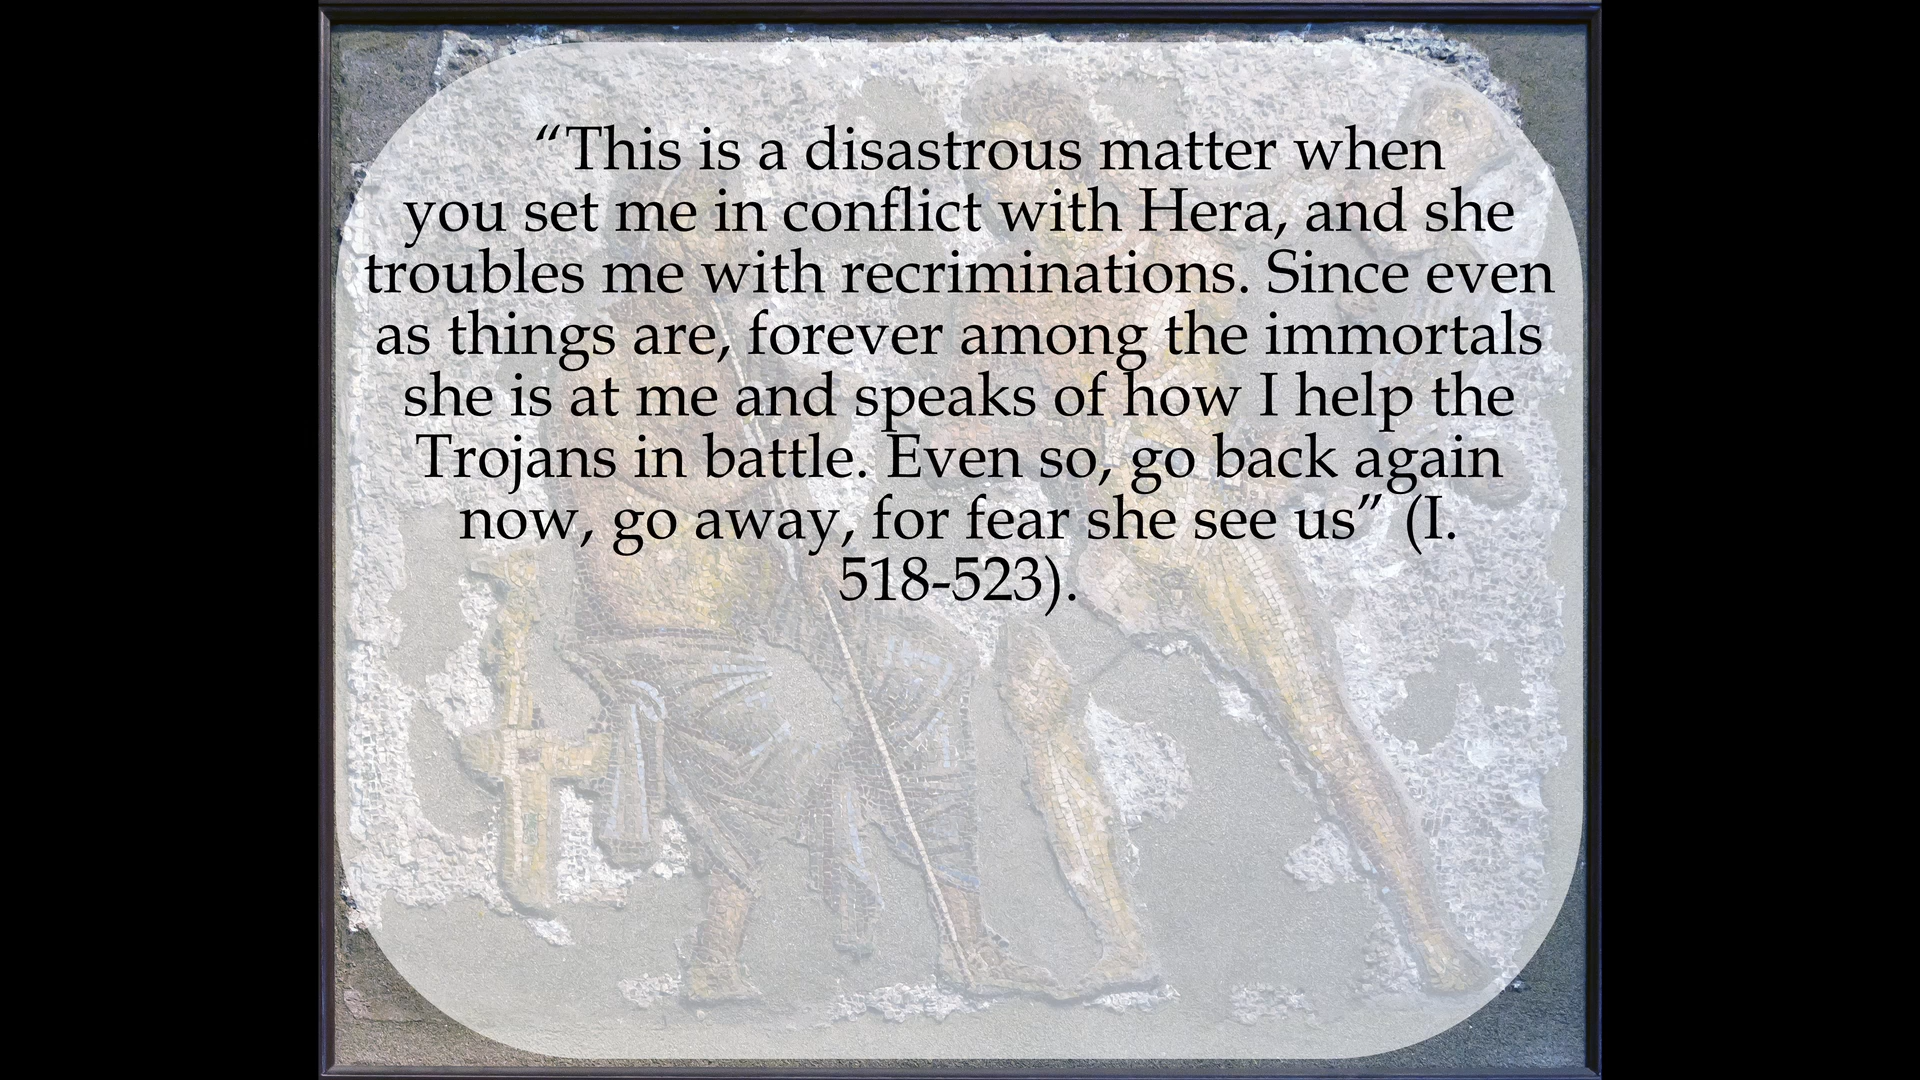 “This is a disastrous matter when
you set me in conflict with Hera, and she
troubles me with recriminations. Since even
as things are, forever among the immortals
she is at me and speaks of how I help the
Trojans in battle. Even so, go back again
now, go away, for fear she see us” (I.
518-523).